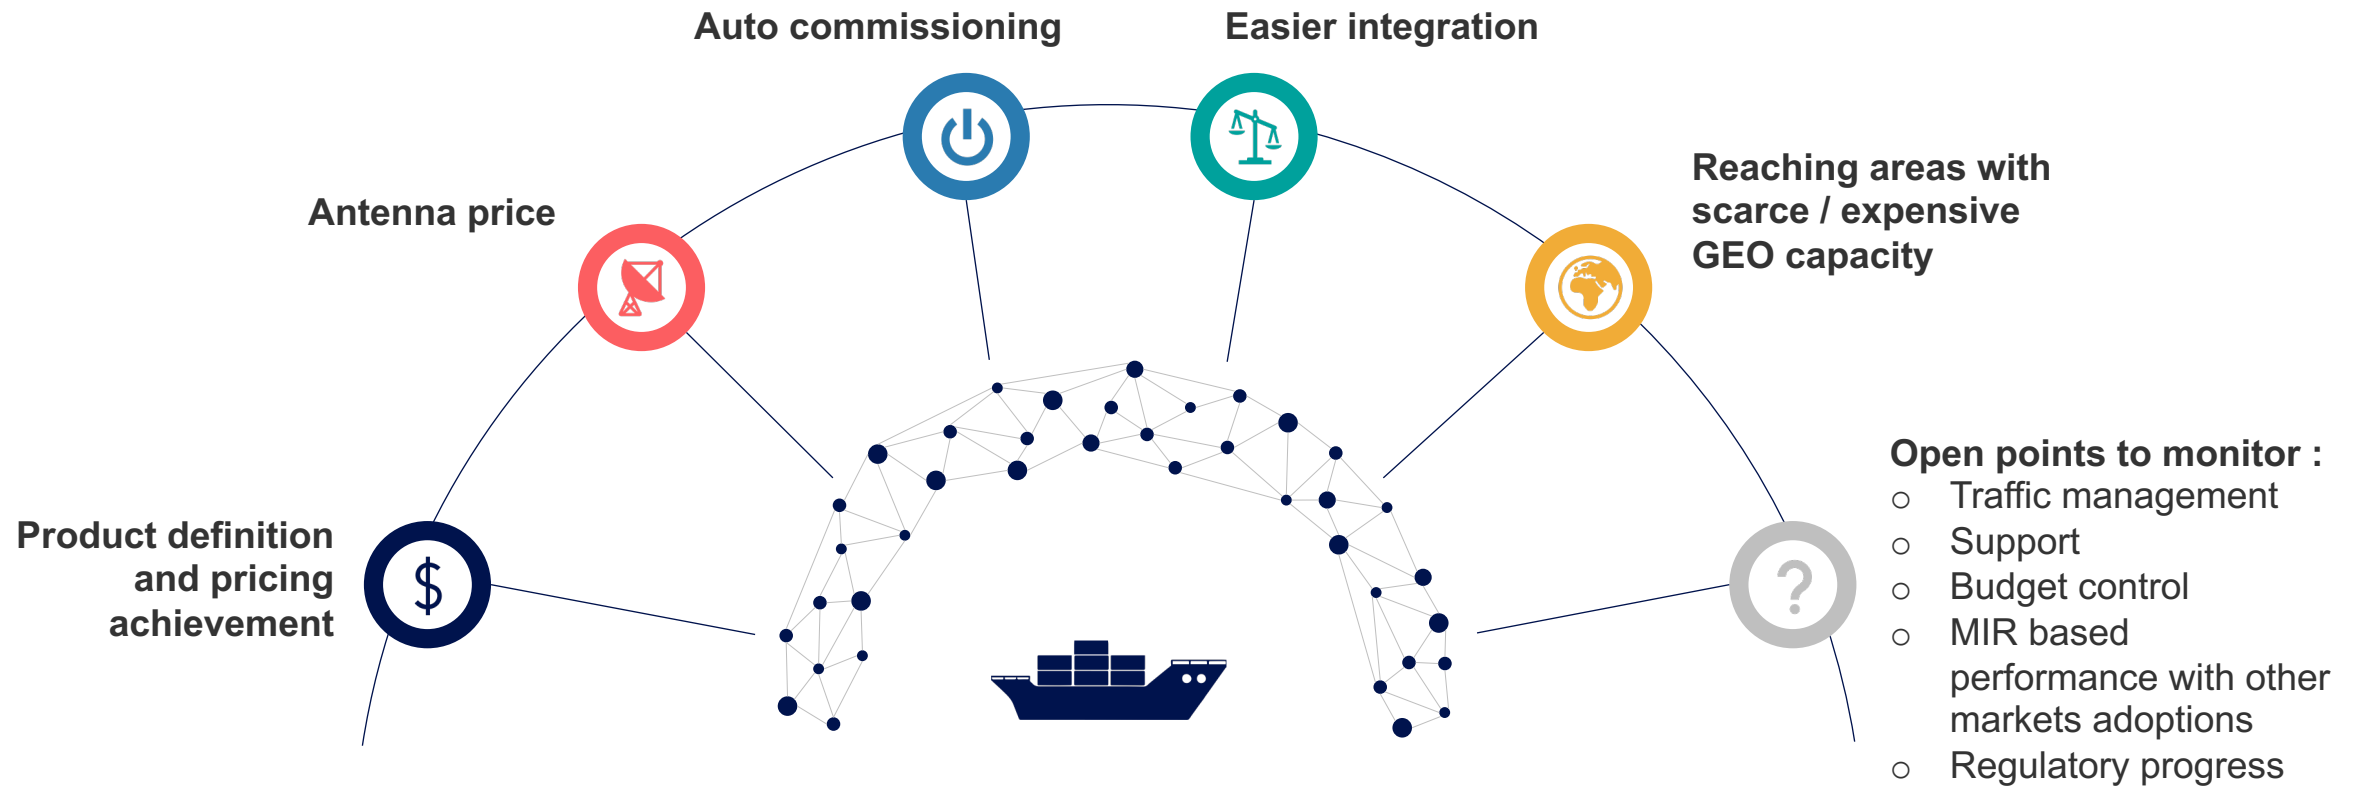 Auto commissioning
Easier integration
Antenna price
Reaching areas with
scarce / expensive
GEO capacity
Product definition
and pricing
achievement
$
?
Open points to monitor :
o Traffic management
o Support
o Budget control
o MIR based
performance with other
markets adoptions
o Regulatory progress